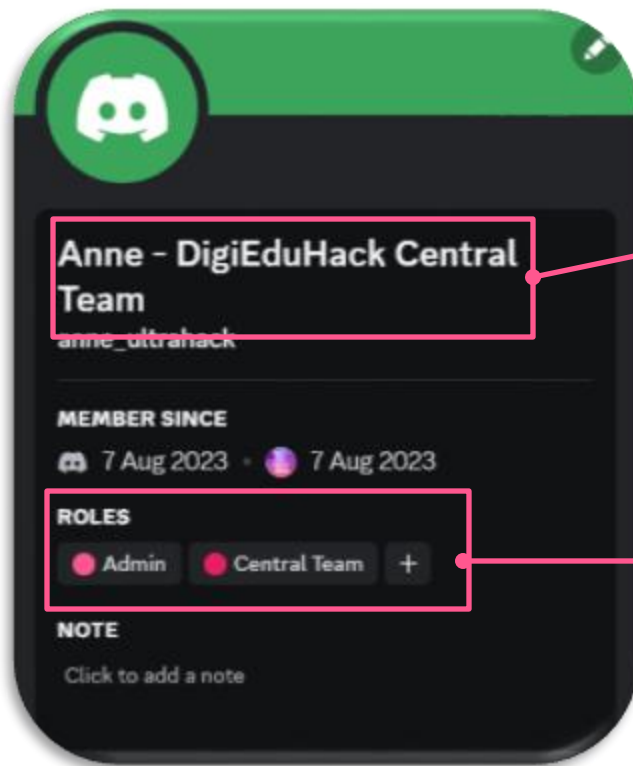 Anne - DigiEduHack Central
Team
anne_ultrahack
MEMBER SINCE
7 Aug 2023 • 7 Aug 2023
ROLES
Admin Central Team +
NOTE
Click to add a note